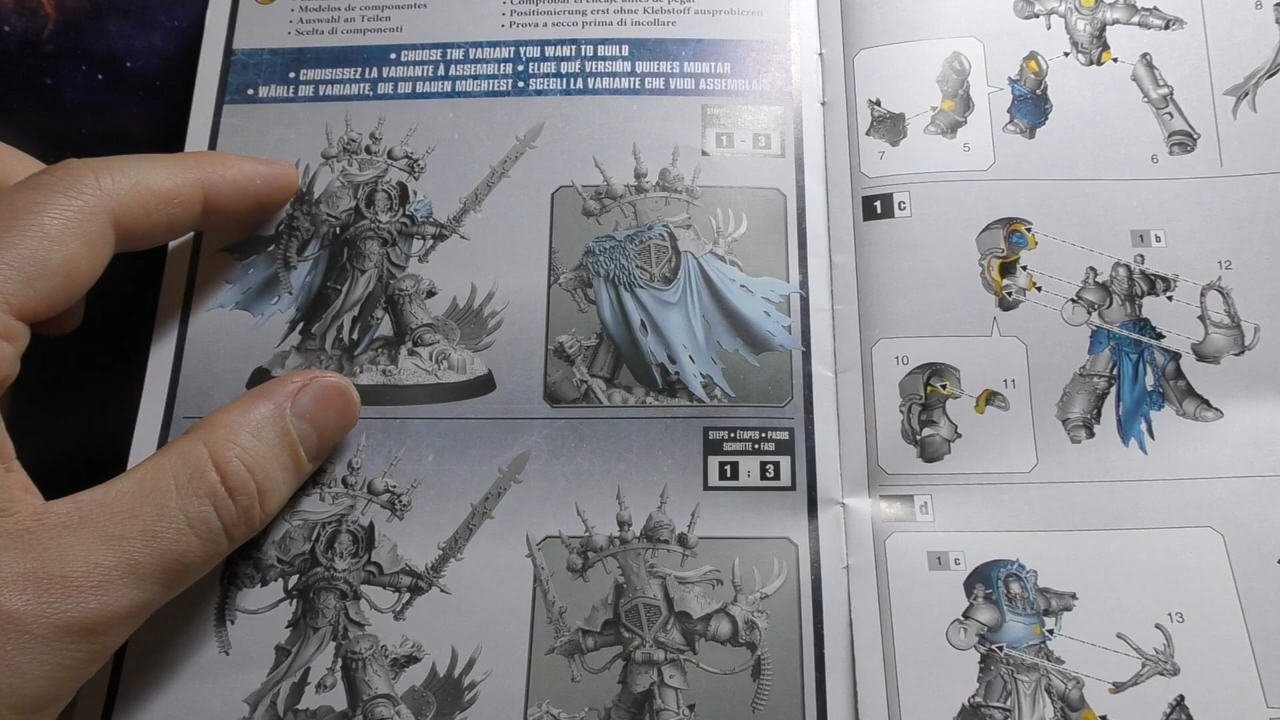 • Modelos de componentes
• Auswahl an Teilen
• Scelta di componenti
• Comprobar el encaje antes de pegar
• Positionierung erst ohne Klebstoff ausprobieren
• Prova a secco prima di incollare
• CHOOSE THE VARIANT YOU WANT TO BUILD
• CHOISISSEZ LA VARIANTE À ASSEMBLER • ELIGE QUÉ VERSIÓN QUIERES MONTAR
• WÄHLE DIE VARIANTE, DIE DU BAUEN MÖCHTEST • SCEGLI LA VARIANTE CHE VUOI ASSEMBLARE
1 - 3
STEPS • ÉTAPES • PASOS
SCHRITTE • FASI
1 : 3
7
5
6
8
1 c
1 b
12
10
11
d
1 c
13